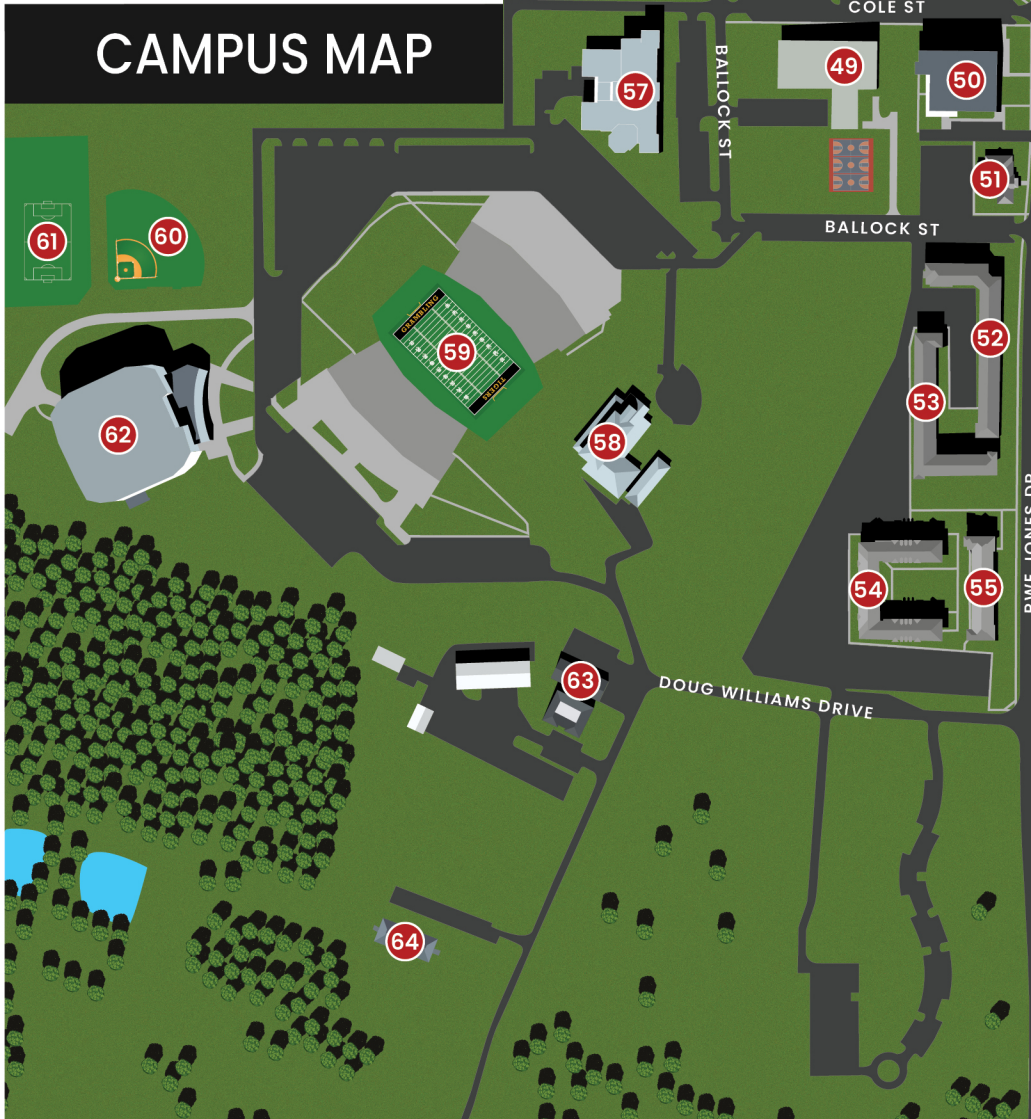 COLE ST
CAMPUS MAP
BALLOCK ST
57
49
50
51
BALLOCK ST
61
60
GRAMBLING
59
TIGERS
52
53
62
58
RWE JONES DR
54
55
63
DOUG WILLIAMS DRIVE
64